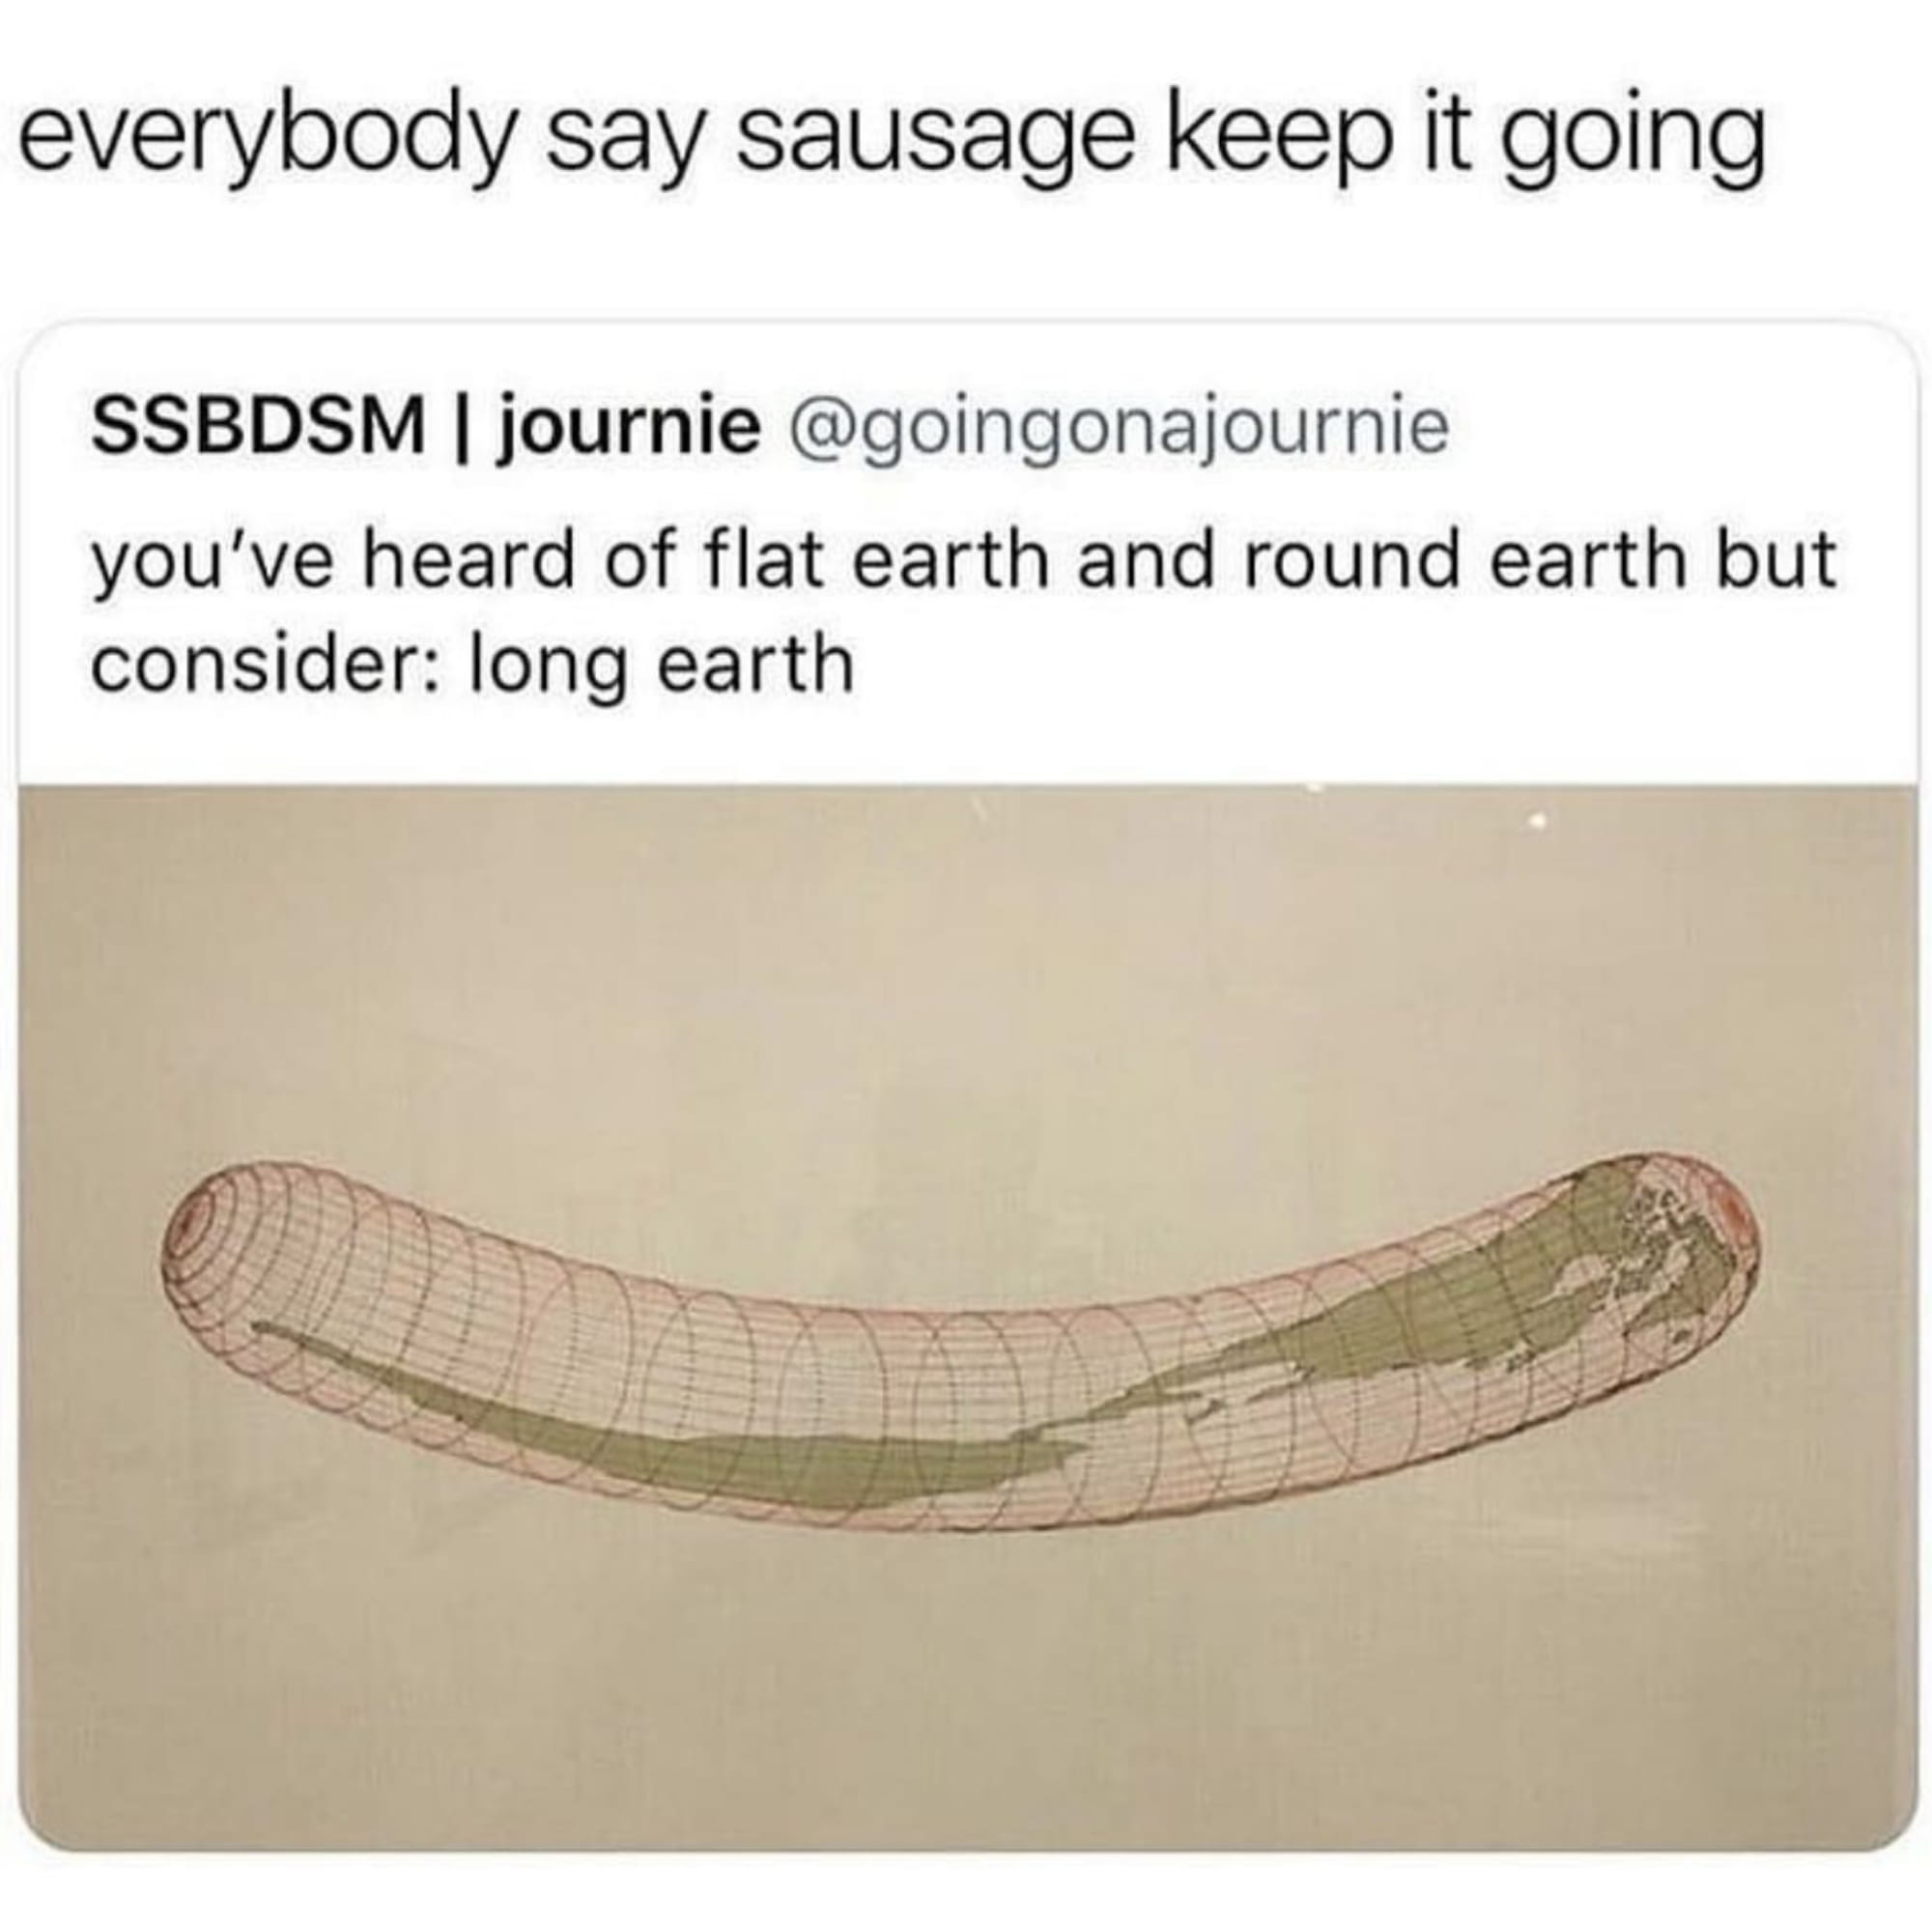 everybody say sausage keep it going
SSBDSM | journie @goingonajournie
you’ve heard of flat earth and round earth but
consider: long earth